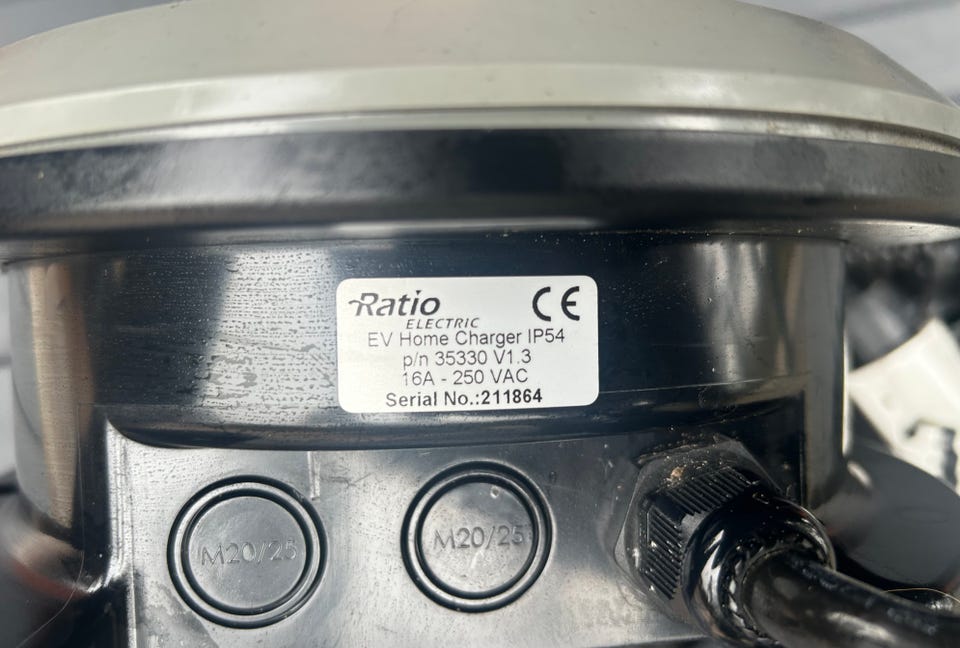 Ratio CE
ELECTRIC
EV Home Charger IP54
p/n 35330 V1.3
16A - 250 VAC
Serial No.:211864
M20/25 M20/25